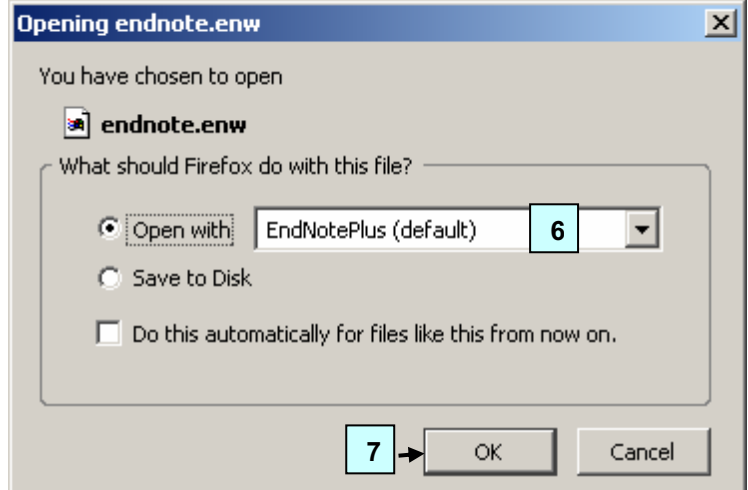 Opening endnote.enw
You have chosen to open
endnote.enw
What should Firefox do with this file?
Open with EndNotePlus (default) 6
Save to Disk
Do this automatically for files like this from now on.
7 OK Cancel